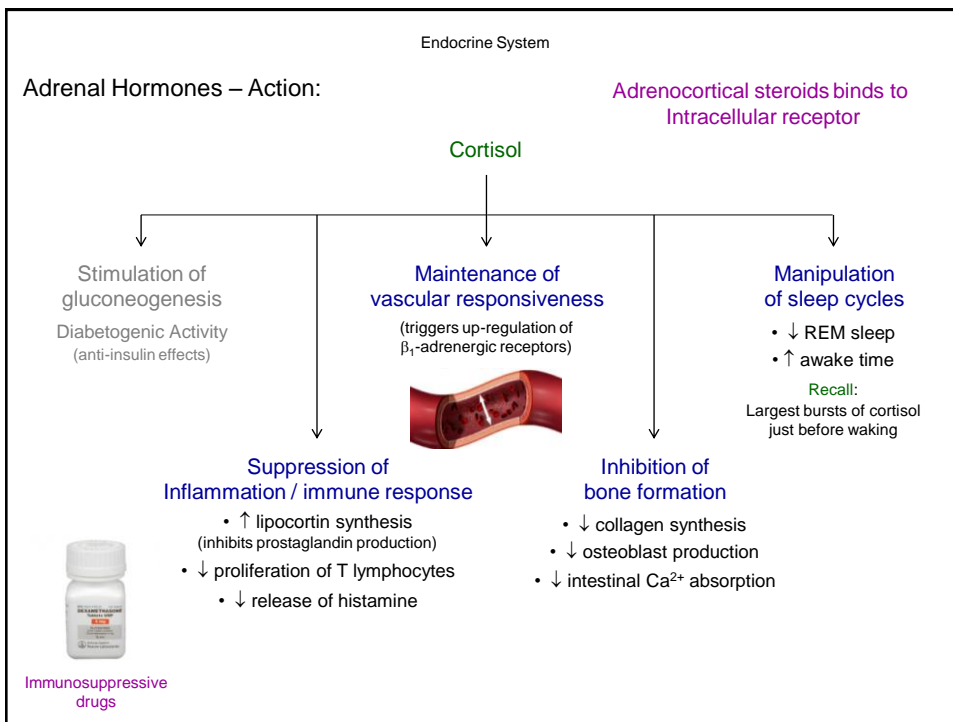 Endocrine System
Adrenal Hormones – Action:
Adrenocortical steroids binds to
Intracellular receptor
Cortisol
Stimulation of
gluconeogenesis
Diabetogenic Activity
(anti-insulin effects)
Maintenance of
vascular responsiveness
(triggers up-regulation of
β₁-adrenergic receptors)
Manipulation
of sleep cycles
• ↓ REM sleep
• ↑ awake time
Recall:
Largest bursts of cortisol
just before waking
Suppression of
Inflammation / immune response
• ↑ lipocortin synthesis
(inhibits prostaglandin production)
• ↓ proliferation of T lymphocytes
• ↓ release of histamine
Inhibition of
bone formation
• ↓ collagen synthesis
• ↓ osteoblast production
• ↓ intestinal Ca²⁺ absorption
DEXAMETHASONE
Immunosuppressive
drugs